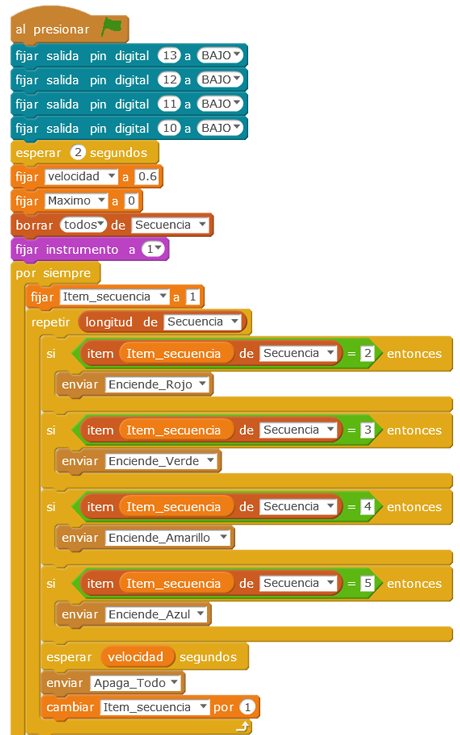 al presionar
fijar salida pin digital 13 a BAJO
fijar salida pin digital 12 a BAJO
fijar salida pin digital 11 a BAJO
fijar salida pin digital 10 a BAJO
esperar 2 segundos
fijar velocidad a 0.6
fijar Maximo a 0
borrar todos de Secuencia
fijar instrumento a 1
por siempre
fijar Item_secuencia a 1
repetir longitud de Secuencia
si item Item_secuencia de Secuencia = 2 entonces
enviar Enciende_Rojo
si item Item_secuencia de Secuencia = 3 entonces
enviar Enciende_Verde
si item Item_secuencia de Secuencia = 4 entonces
enviar Enciende_Amarillo
si item Item_secuencia de Secuencia = 5 entonces
enviar Enciende_Azul
esperar velocidad segundos
enviar Apaga_Todo
cambiar Item_secuencia por 1